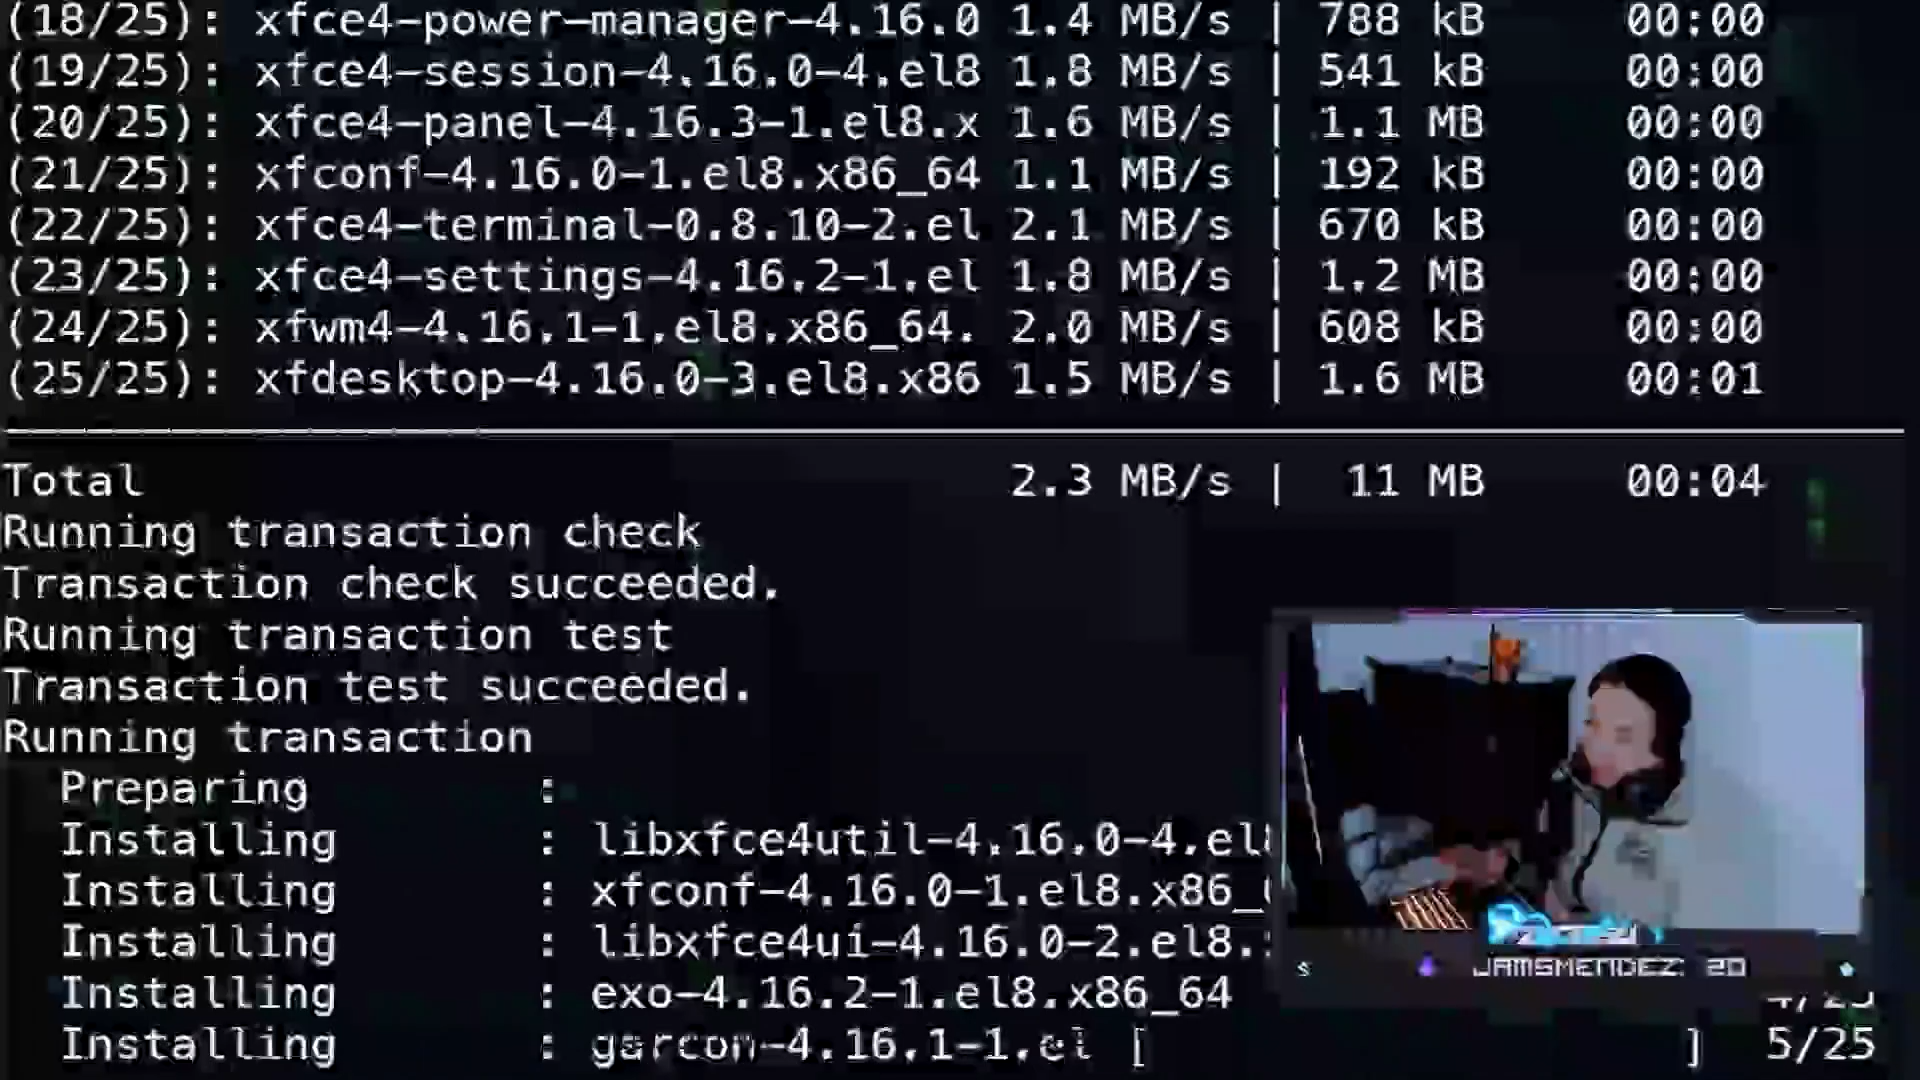 (18/25): xfce4-power-manager-4.16.0 1.4 MB/s | 788 kB 00:00
(19/25): xfce4-session-4.16.0-4.el8 1.8 MB/s | 541 kB 00:00
(20/25): xfce4-panel-4.16.3-1.el8.x 1.6 MB/s | 1.1 MB 00:00
(21/25): xfconf-4.16.0-1.el8.x86_64 1.1 MB/s | 192 kB 00:00
(22/25): xfce4-terminal-0.8.10-2.el 2.1 MB/s | 670 kB 00:00
(23/25): xfce4-settings-4.16.2-1.el 1.8 MB/s | 1.2 MB 00:00
(24/25): xfwm4-4.16.1-1.el8.x86_64. 2.0 MB/s | 608 kB 00:00
(25/25): xfdesktop-4.16.0-3.el8.x86 1.5 MB/s | 1.6 MB 00:01
Total 2.3 MB/s | 11 MB 00:04
Running transaction check
Transaction check succeeded.
Running transaction test
Transaction test succeeded.
Running transaction
Preparing :
Installing : libxfce4util-4.16.0-4.el8
Installing : xfconf-4.16.0-1.el8.x86_
Installing : libxfce4ui-4.16.0-2.el8.
Installing : exo-4.16.2-1.el8.x86_64 4/25
Installing : garcon-4.16.1-1.el [ ] 5/25
JAMSMENDEZ: 20